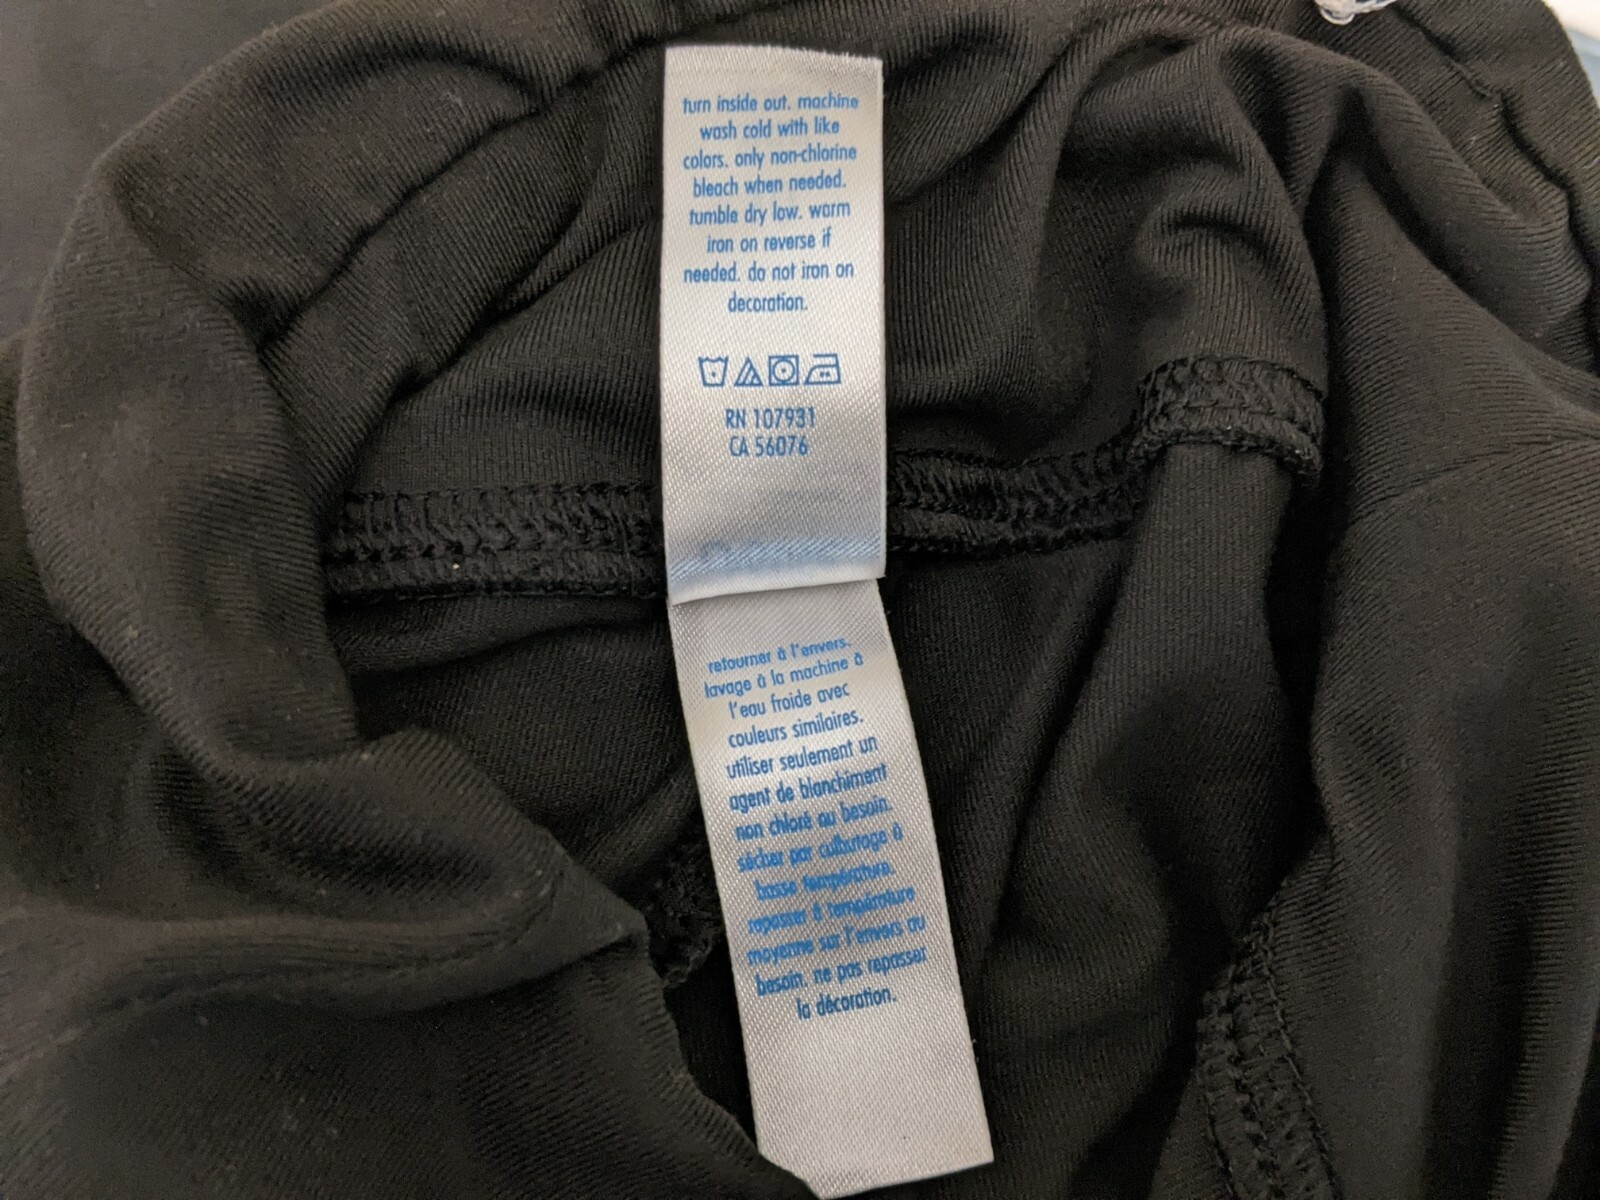 turn inside out. machine
wash cold with like
colors. only non-chlorine
bleach when needed.
tumble dry low. warm
iron on reverse if
needed. do not iron on
decoration.
RN 107931
CA 56076
retourner à l'envers.
lavage à la machine à
l'eau froide avec
couleurs similaires.
utiliser seulement un
agent de blanchiment
non chloré au besoin.
sécher par culbutage à
basse température.
repasser à température
moyenne sur l'envers au
besoin. ne pas repasser
la décoration.